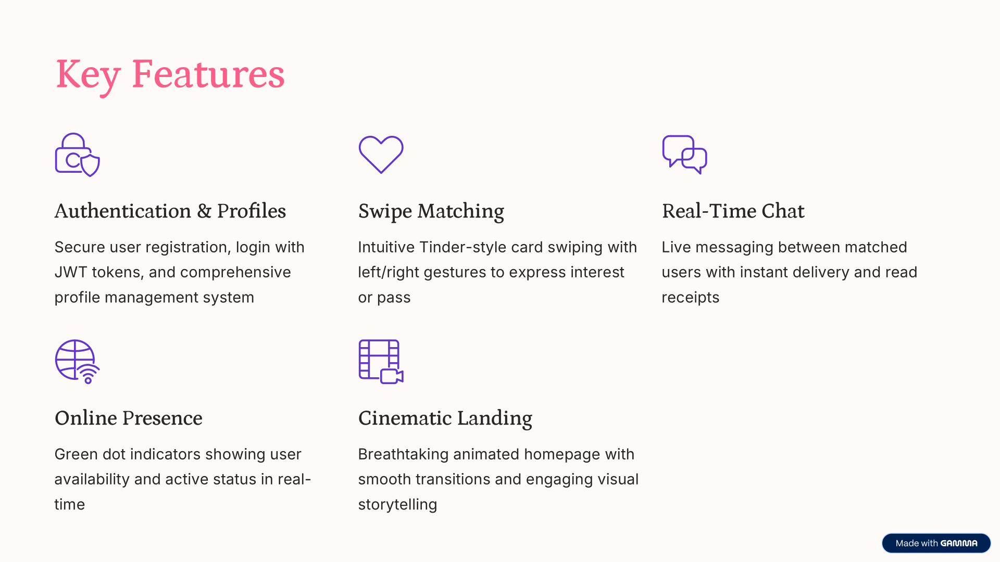 Key Features
Authentication & Profiles
Secure user registration, login with
JWT tokens, and comprehensive
profile management system
Swipe Matching
Intuitive Tinder-style card swiping with
left/right gestures to express interest
or pass
Real-Time Chat
Live messaging between matched
users with instant delivery and read
receipts
Online Presence
Green dot indicators showing user
availability and active status in real-
time
Cinematic Landing
Breathtaking animated homepage with
smooth transitions and engaging visual
storytelling
Made with GAMMA